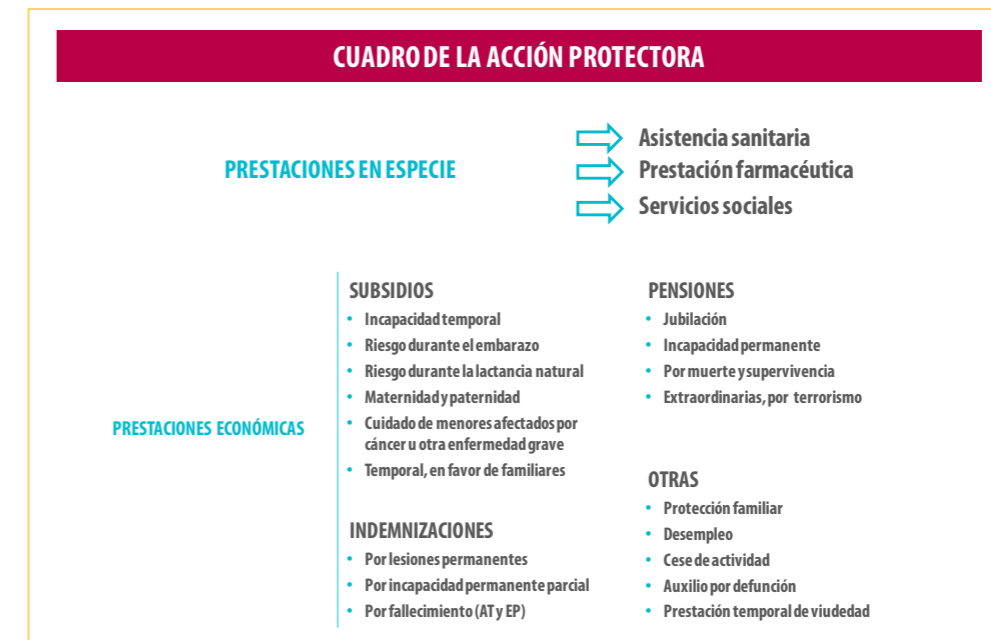 CUADRO DE LA ACCIÓN PROTECTORA
PRESTACIONES EN ESPECIE
Asistencia sanitaria
Prestación farmacéutica
Servicios sociales
PRESTACIONES ECONÓMICAS
SUBSIDIOS
• Incapacidad temporal
• Riesgo durante el embarazo
• Riesgo durante la lactancia natural
• Maternidad y paternidad
• Cuidado de menores afectados por
cáncer u otra enfermedad grave
• Temporal, en favor de familiares
INDEMNIZACIONES
• Por lesiones permanentes
• Por incapacidad permanente parcial
• Por fallecimiento (AT y EP)
PENSIONES
• Jubilación
• Incapacidad permanente
• Por muerte y supervivencia
• Extraordinarias, por terrorismo
OTRAS
• Protección familiar
• Desempleo
• Cese de actividad
• Auxilio por defunción
• Prestación temporal de viudedad